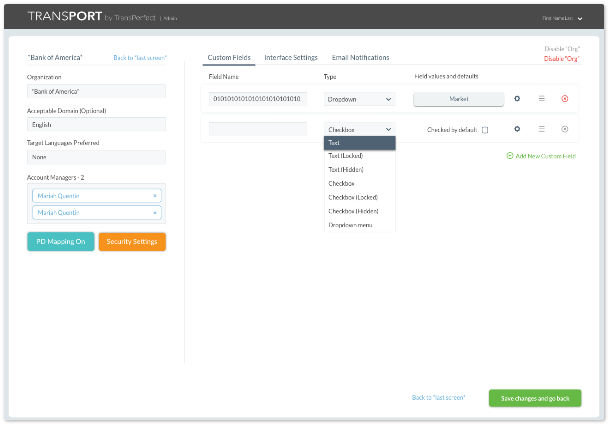 TRANSPORT by TransPerfect | Admin
First Name Last
"Bank of America"
Back to "last screen"
Organization
"Bank of America"
Acceptable Domain (Optional)
English
Target Languages Preferred
None
Account Managers - 2
Mariah Quentin ×
Mariah Quentin ×
PD Mapping On
Security Settings
Custom Fields
Interface Settings
Email Notifications
Disable "Org"
Disable "Org"
Field Name
Type
Field values and defaults
010101010101010101010101010
Dropdown
Market
Checkbox
Checked by default
Text
Text (Locked)
Text (Hidden)
Checkbox
Checkbox (Locked)
Checkbox (Hidden)
Dropdown menu
Add New Custom Field
Back to "last screen"
Save changes and go back